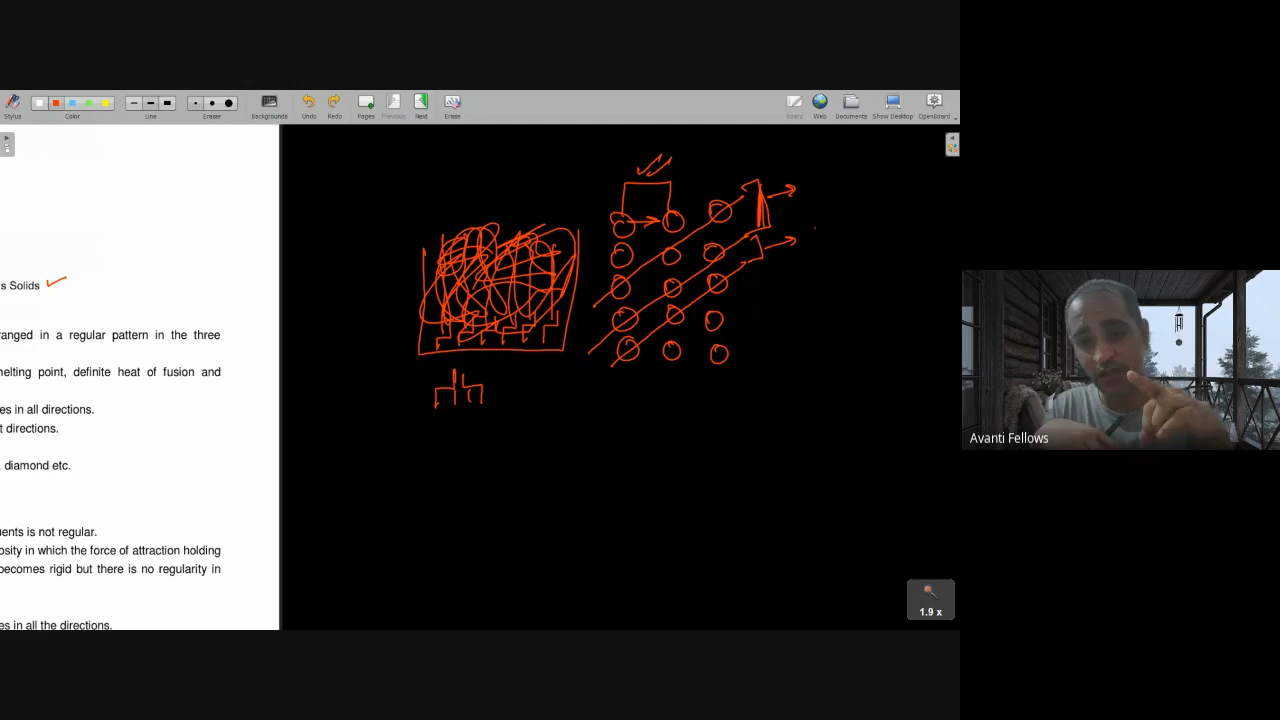 Stylus Color Line Eraser Backgrounds Undo Redo Pages Previous Next Erase Board Web Documents Show Desktop OpenBoard
s Solids
ranged in a regular pattern in the three
nelting point, definite heat of fusion and
es in all directions.
t directions.
, diamond etc.
uents is not regular.
osity in which the force of attraction holding
becomes rigid but there is no regularity in
es in all the directions.
1.9 x
Avanti Fellows